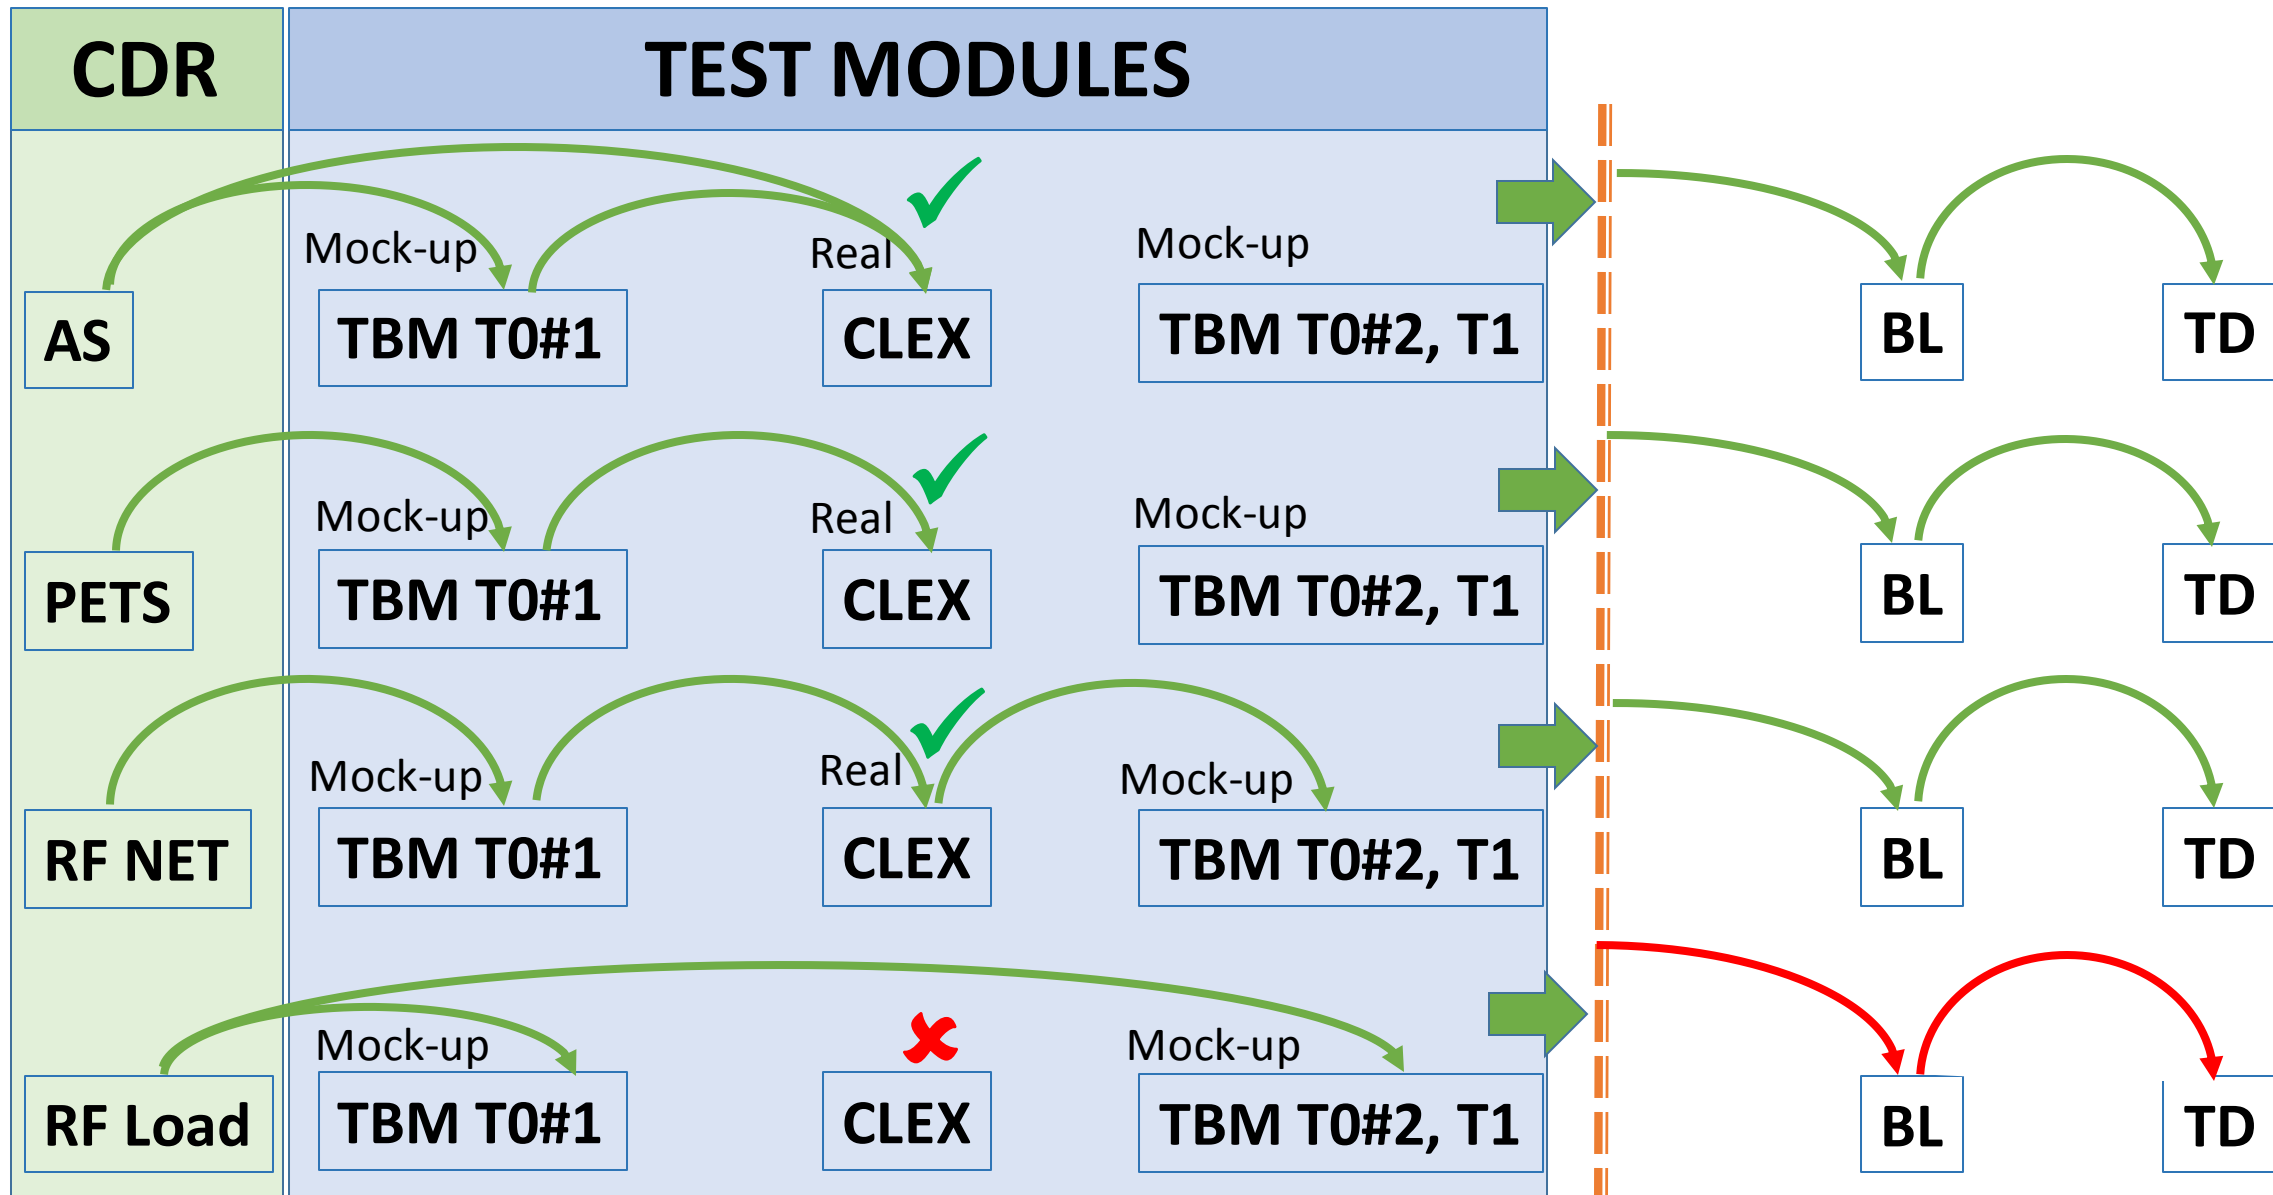 CDR
TEST MODULES
Mock-up
Real
Mock-up
AS
TBM T0#1
CLEX
TBM T0#2, T1
BL
TD
Mock-up
Real
Mock-up
PETS
TBM T0#1
CLEX
TBM T0#2, T1
BL
TD
Mock-up
Real
Mock-up
RF NET
TBM T0#1
CLEX
TBM T0#2, T1
BL
TD
Mock-up
Mock-up
RF Load
TBM T0#1
CLEX
TBM T0#2, T1
BL
TD